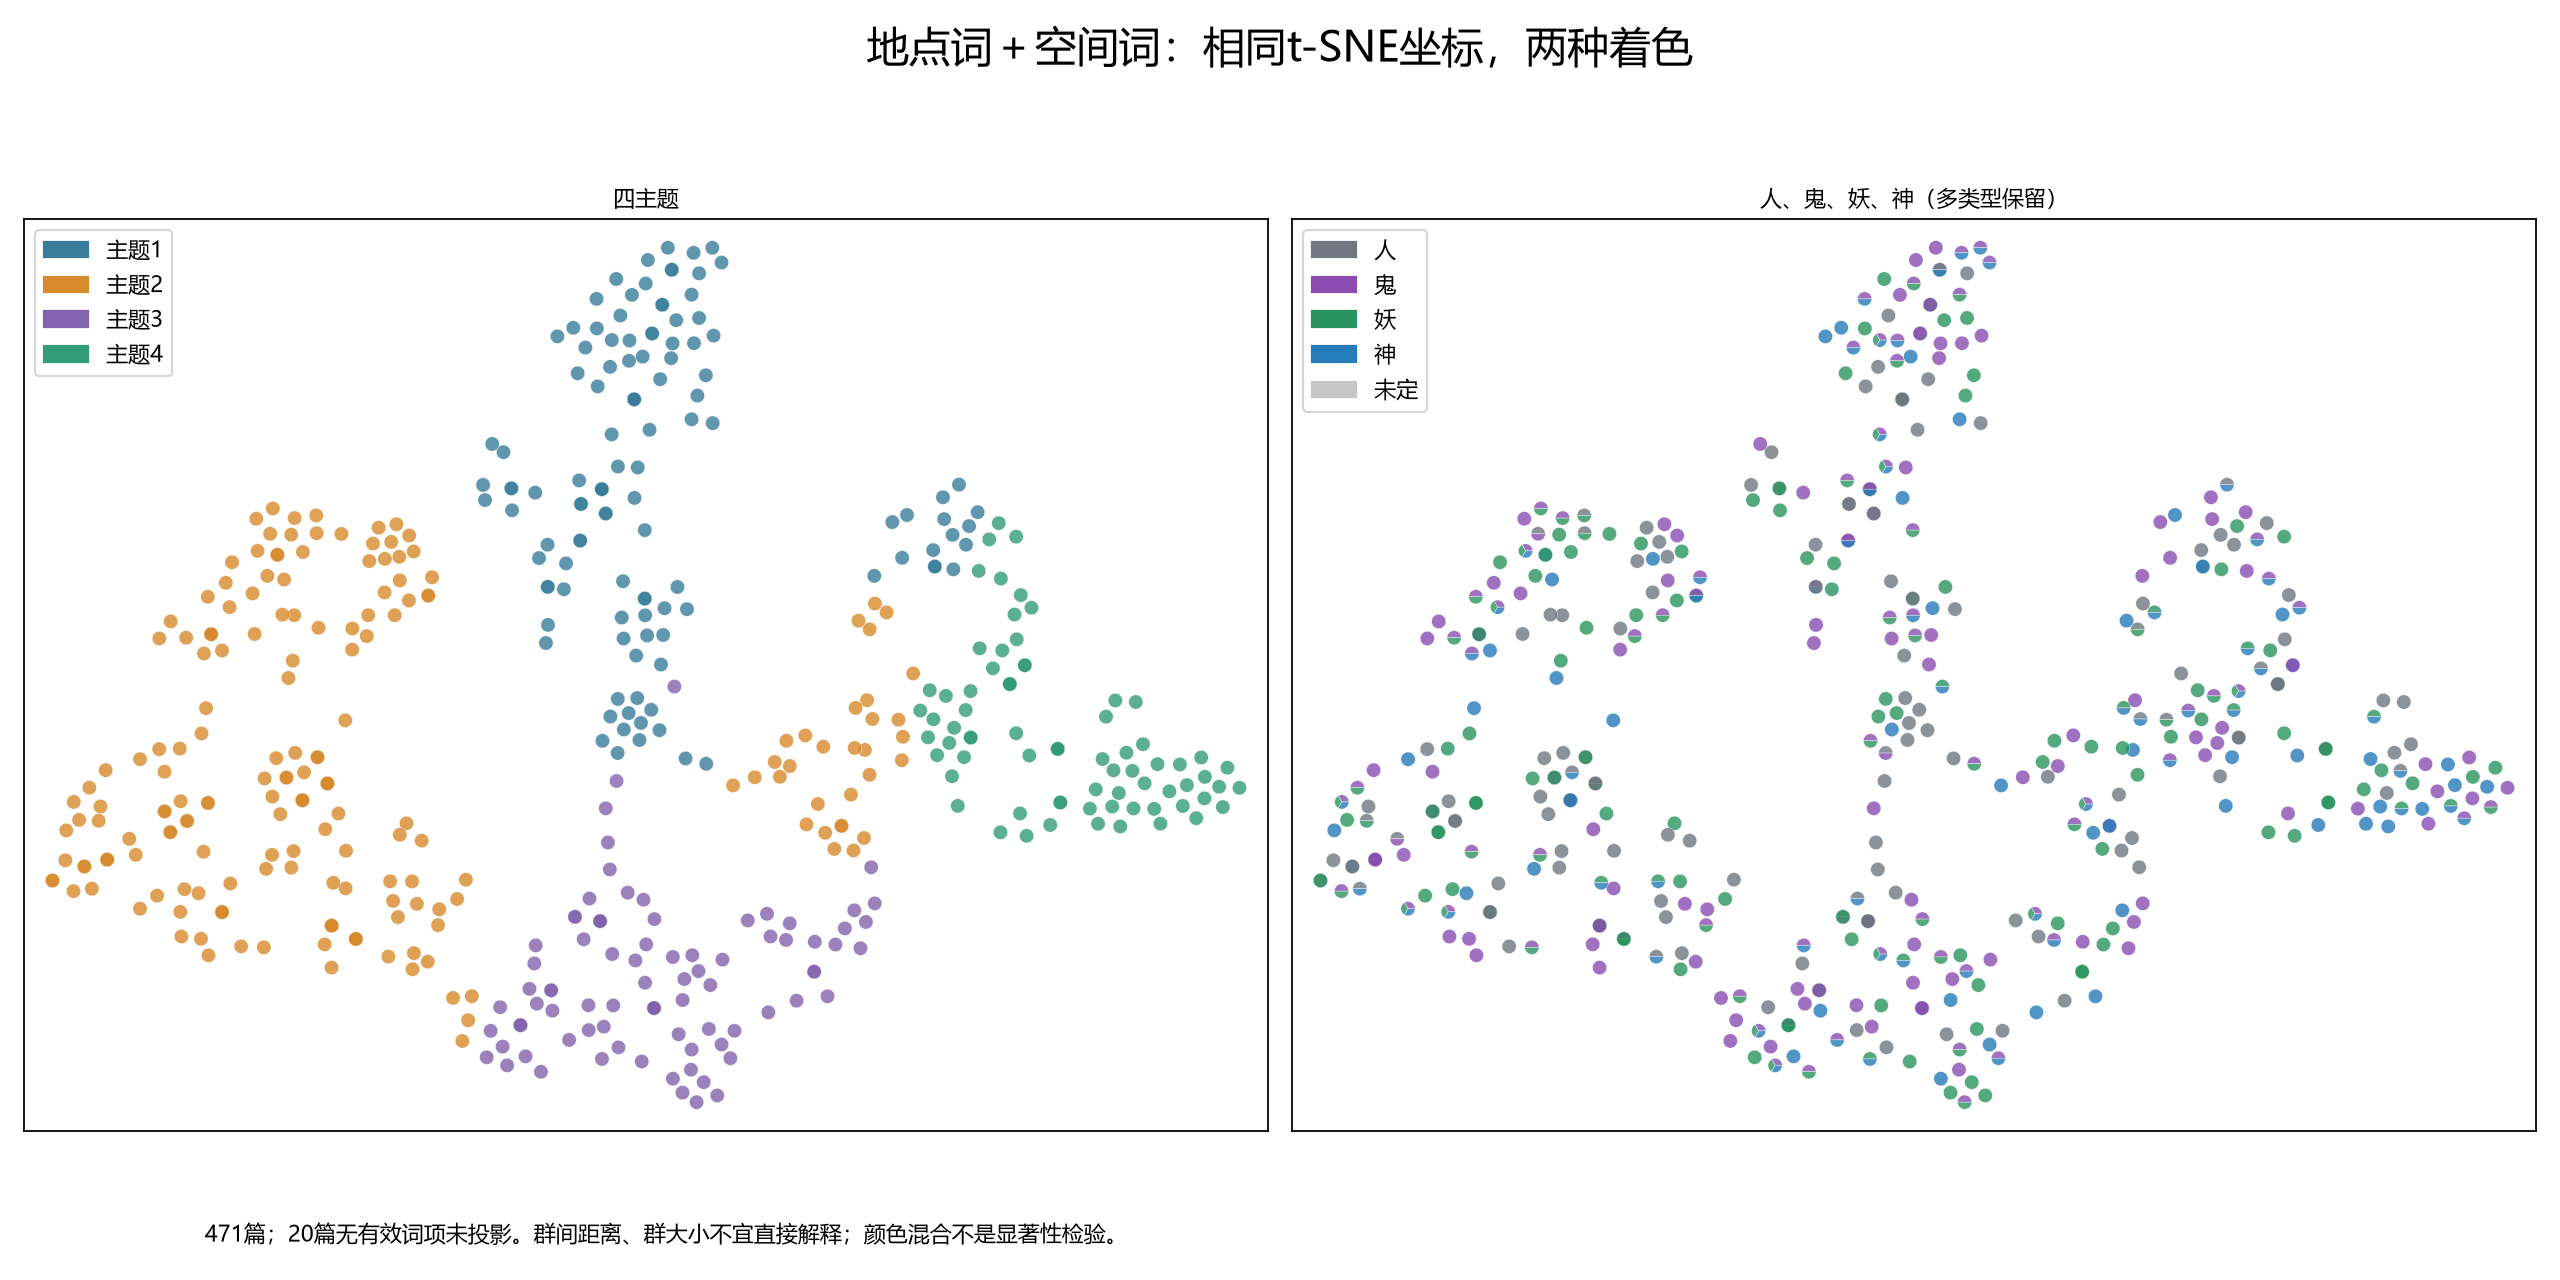 地点词＋空间词：相同t-SNE坐标，两种着色
四主题
主题1
主题2
主题3
主题4
人、鬼、妖、神（多类型保留）
人
鬼
妖
神
未定
471篇；20篇无有效词项未投影。群间距离、群大小不宜直接解释；颜色混合不是显著性检验。